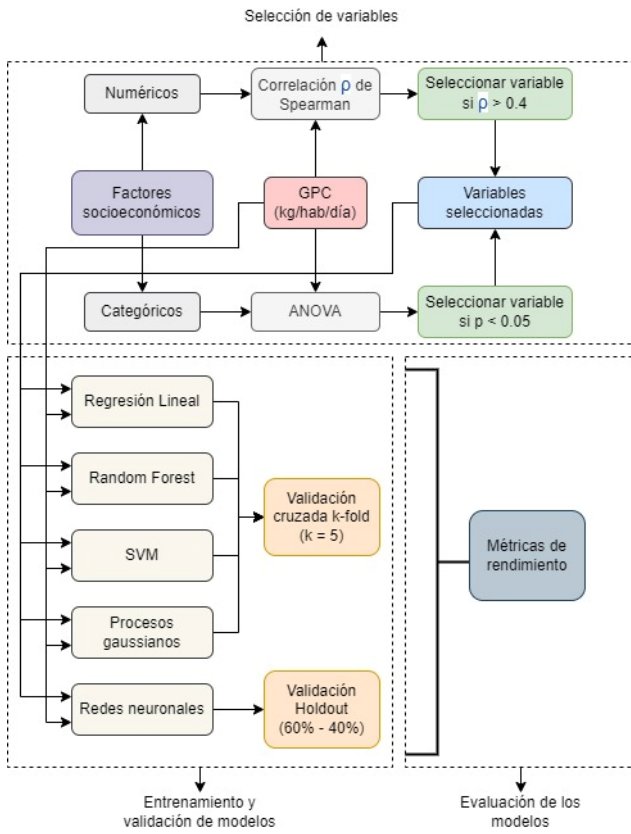 Selección de variables
Numéricos
Correlación ρ de
Spearman
Seleccionar variable
si ρ > 0.4
Factores
socioeconómicos
GPC
(kg/hab/día)
Variables
seleccionadas
Categóricos
ANOVA
Seleccionar variable
si p < 0.05
Regresión Lineal
Random Forest
SVM
Procesos
gaussianos
Redes neuronales
Validación
cruzada k-fold
(k = 5)
Validación
Holdout
(60% - 40%)
Métricas de
rendimiento
Entrenamiento y
validación de modelos
Evaluación de los
modelos